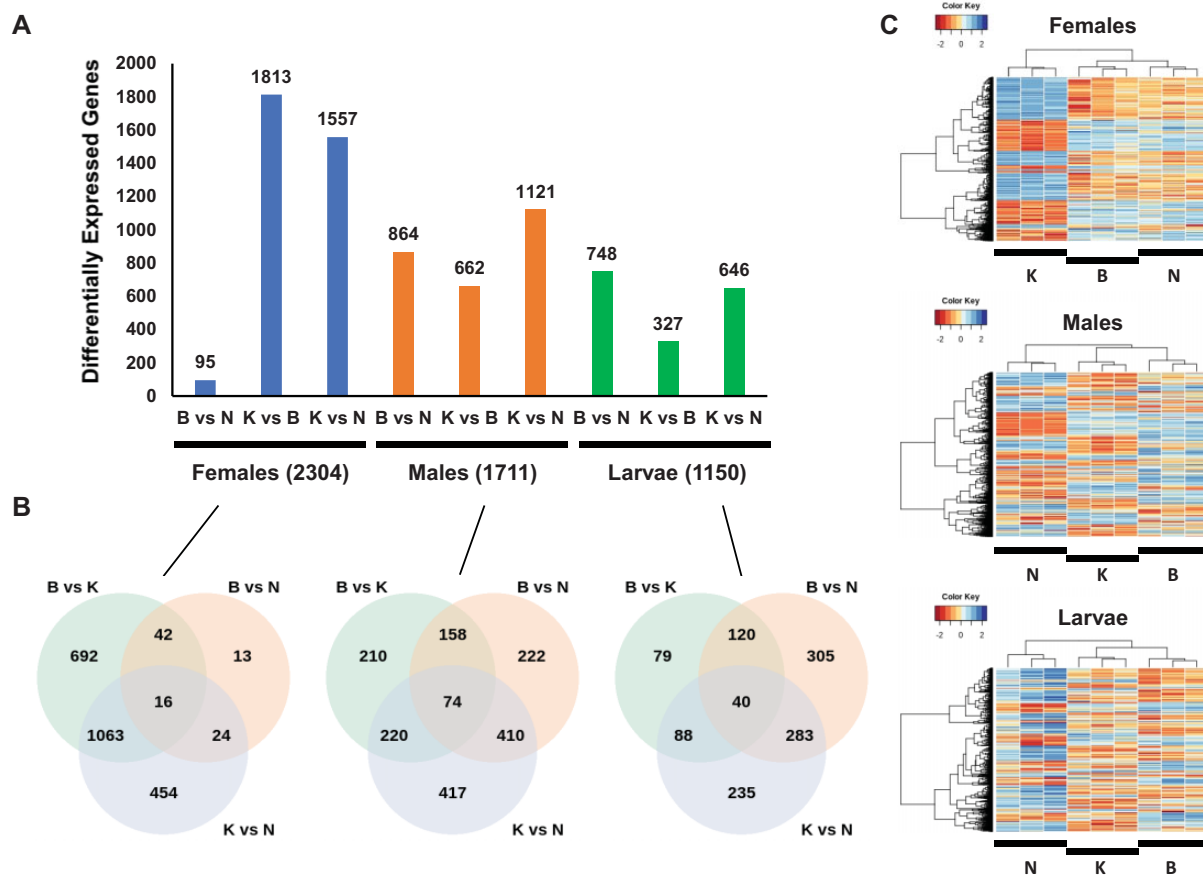 A
Differentially Expressed Genes
2000
1800
1600
1400
1200
1000
800
600
400
200
0
95
1813
1557
864
662
1121
748
327
646
B vs N K vs B K vs N B vs N K vs B K vs N B vs N K vs B K vs N
Females (2304) Males (1711) Larvae (1150)
B
B vs K B vs N
42
692 13
16
1063 24
454
K vs N
B vs K B vs N
158
210 222
74
220 410
417
K vs N
B vs K B vs N
120
79 305
40
88 283
235
K vs N
C
Color Key
-2 0 2
Females
K B N
Color Key
-2 0 2
Males
N K B
Color Key
-2 0 2
Larvae
N K B